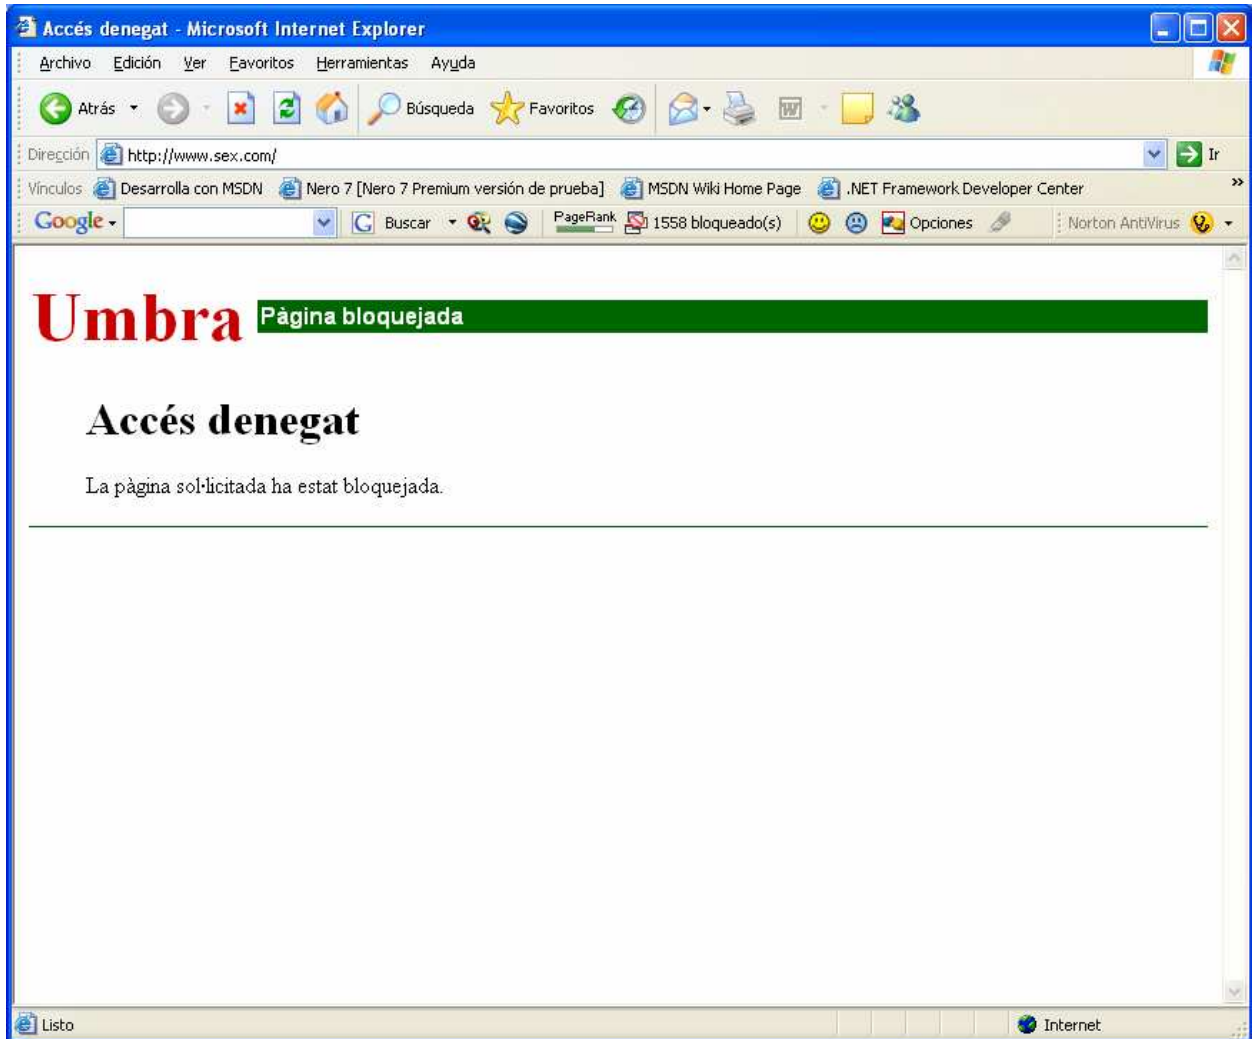 Accés denegat - Microsoft Internet Explorer
Archivo Edición Ver Favoritos Herramientas Ayuda
Atrás Búsqueda Favoritos
Dirección http://www.sex.com/ Ir
Vínculos Desarrolla con MSDN Nero 7 [Nero 7 Premium versión de prueba] MSDN Wiki Home Page .NET Framework Developer Center »
Google G Buscar PageRank 1558 bloqueado(s) Opciones Norton AntiVirus
Umbra Pàgina bloquejada
Accés denegat
La pàgina sol·licitada ha estat bloquejada.
Listo Internet